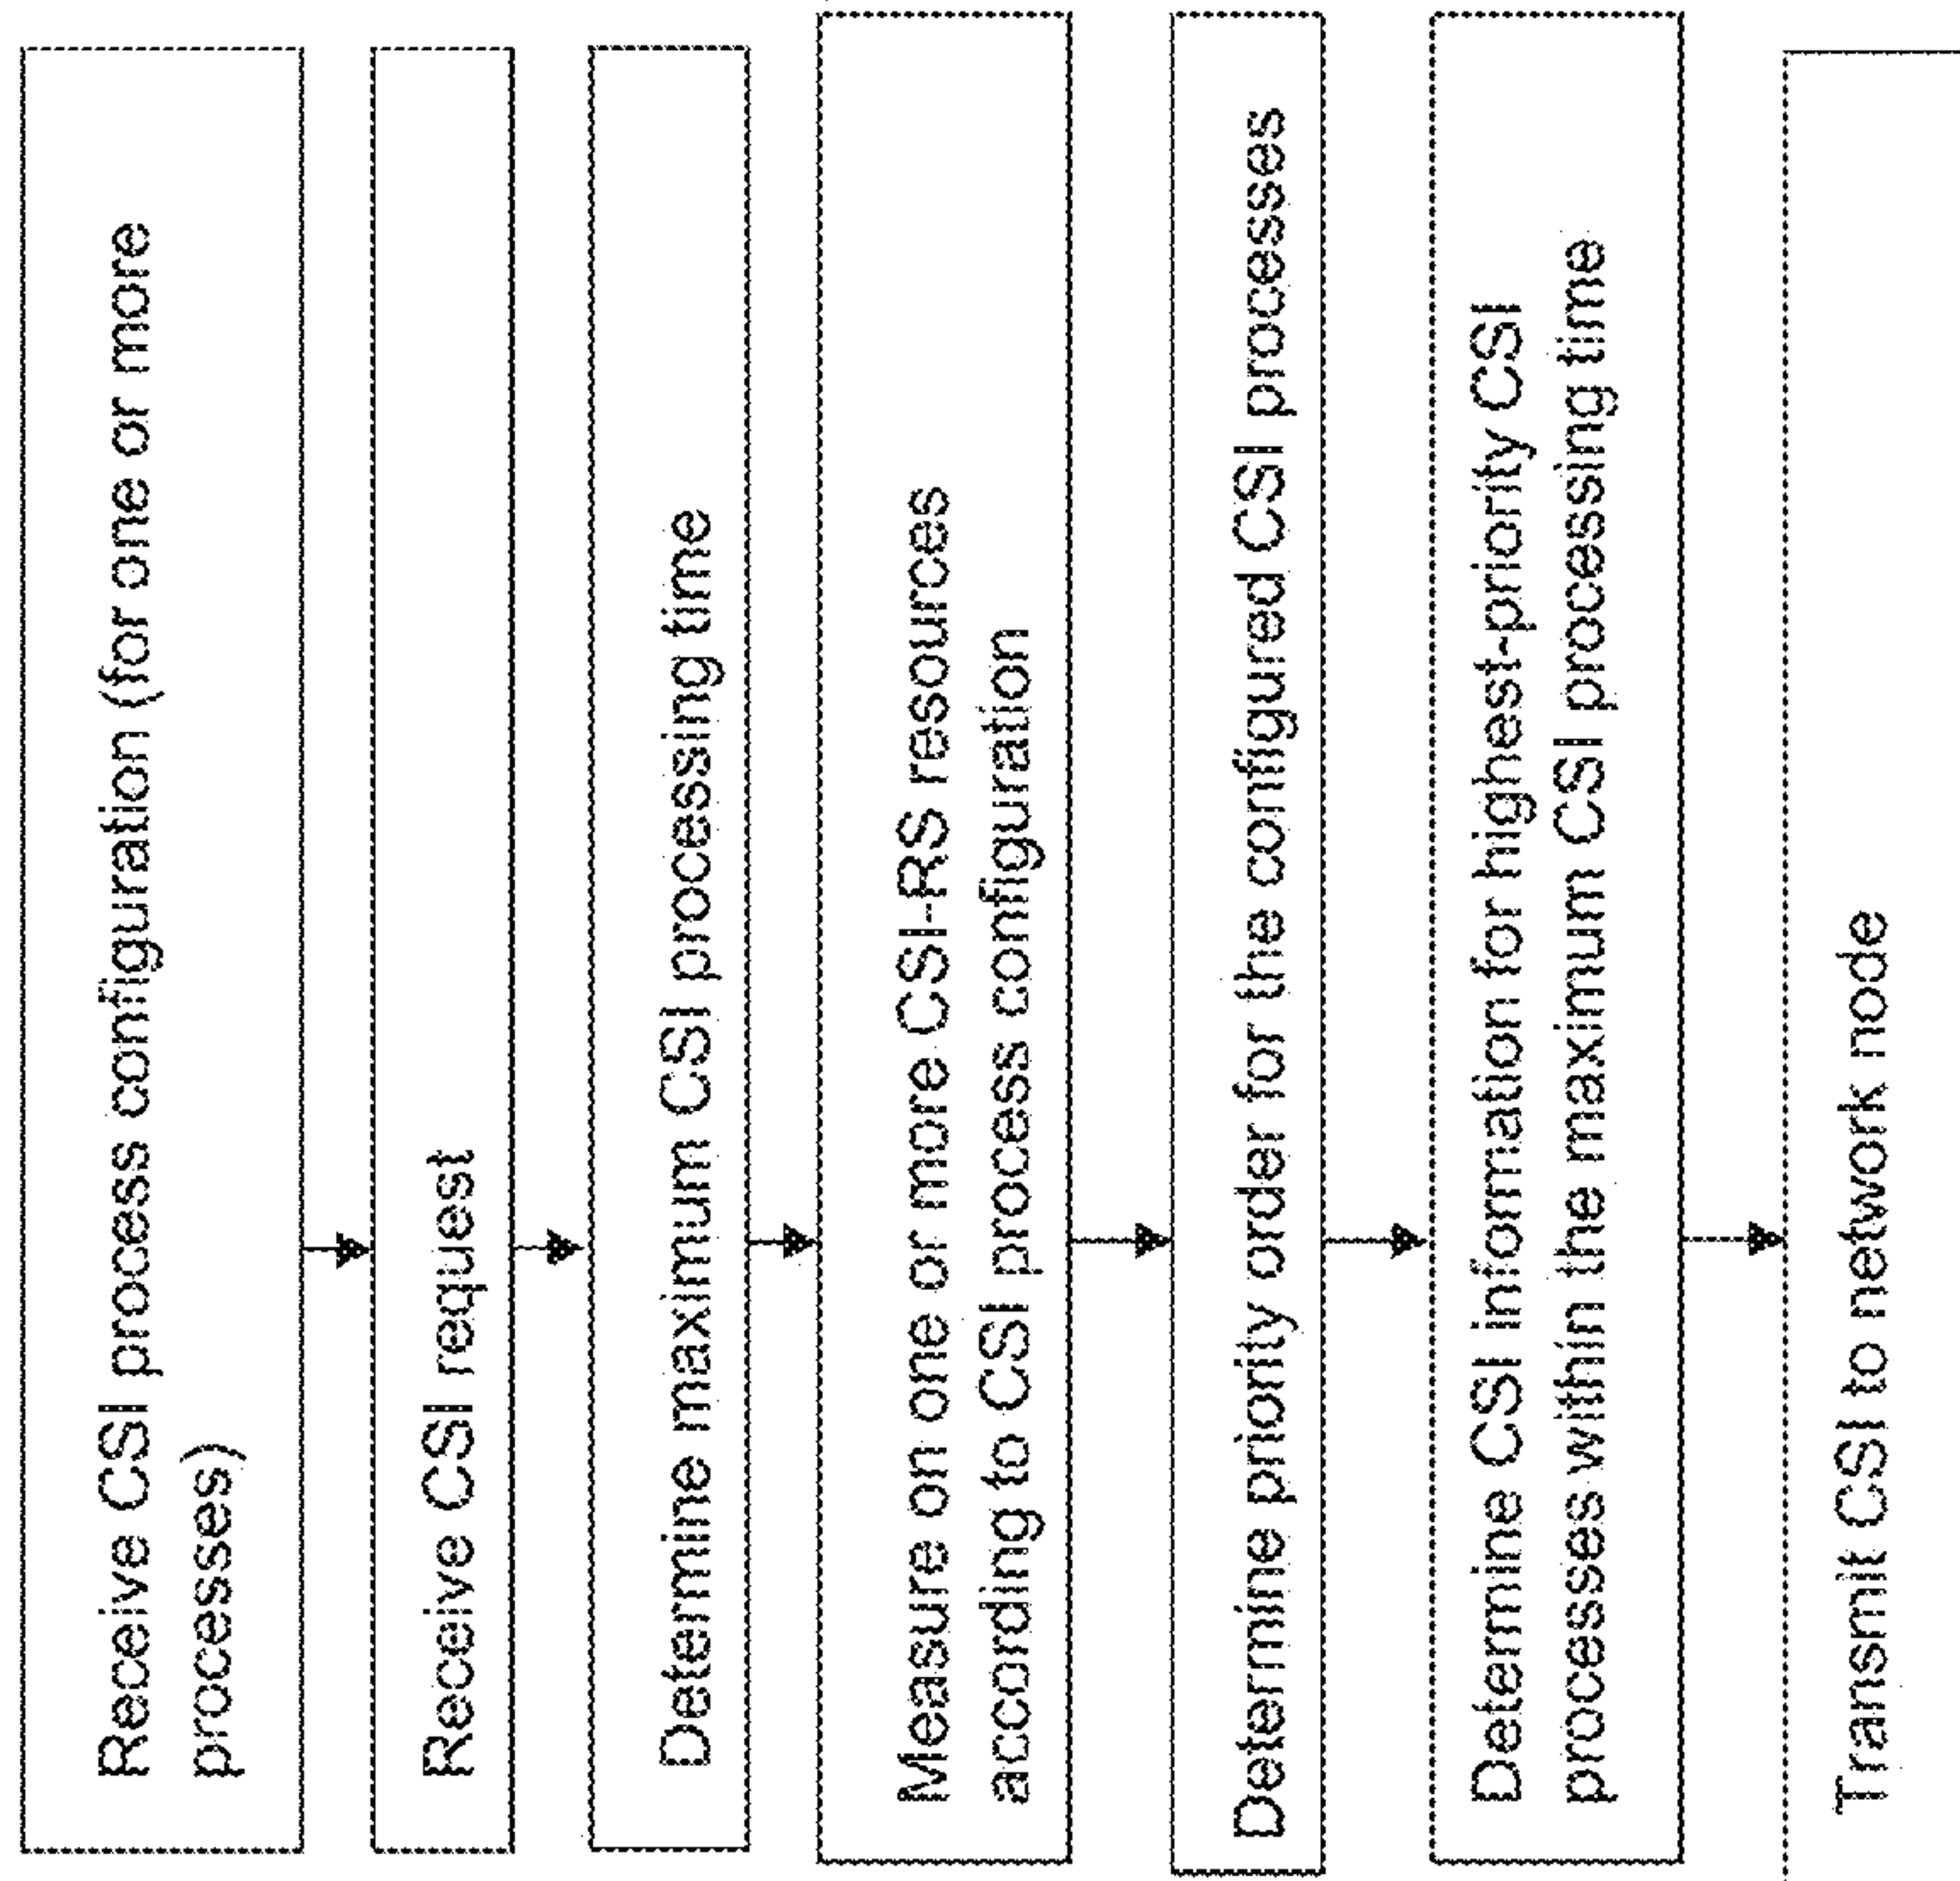 Receive CSI process configuration (for one or more
processes)
Receive CSI request
Determine maximum CSI processing time
Measure on one or more CSI-RS resources
according to CSI process configuration
Determine priority order for the configured CSI processes
Determine CSI information for highest-priority CSI
processes within the maximum CSI processing time
Transmit CSI to network node